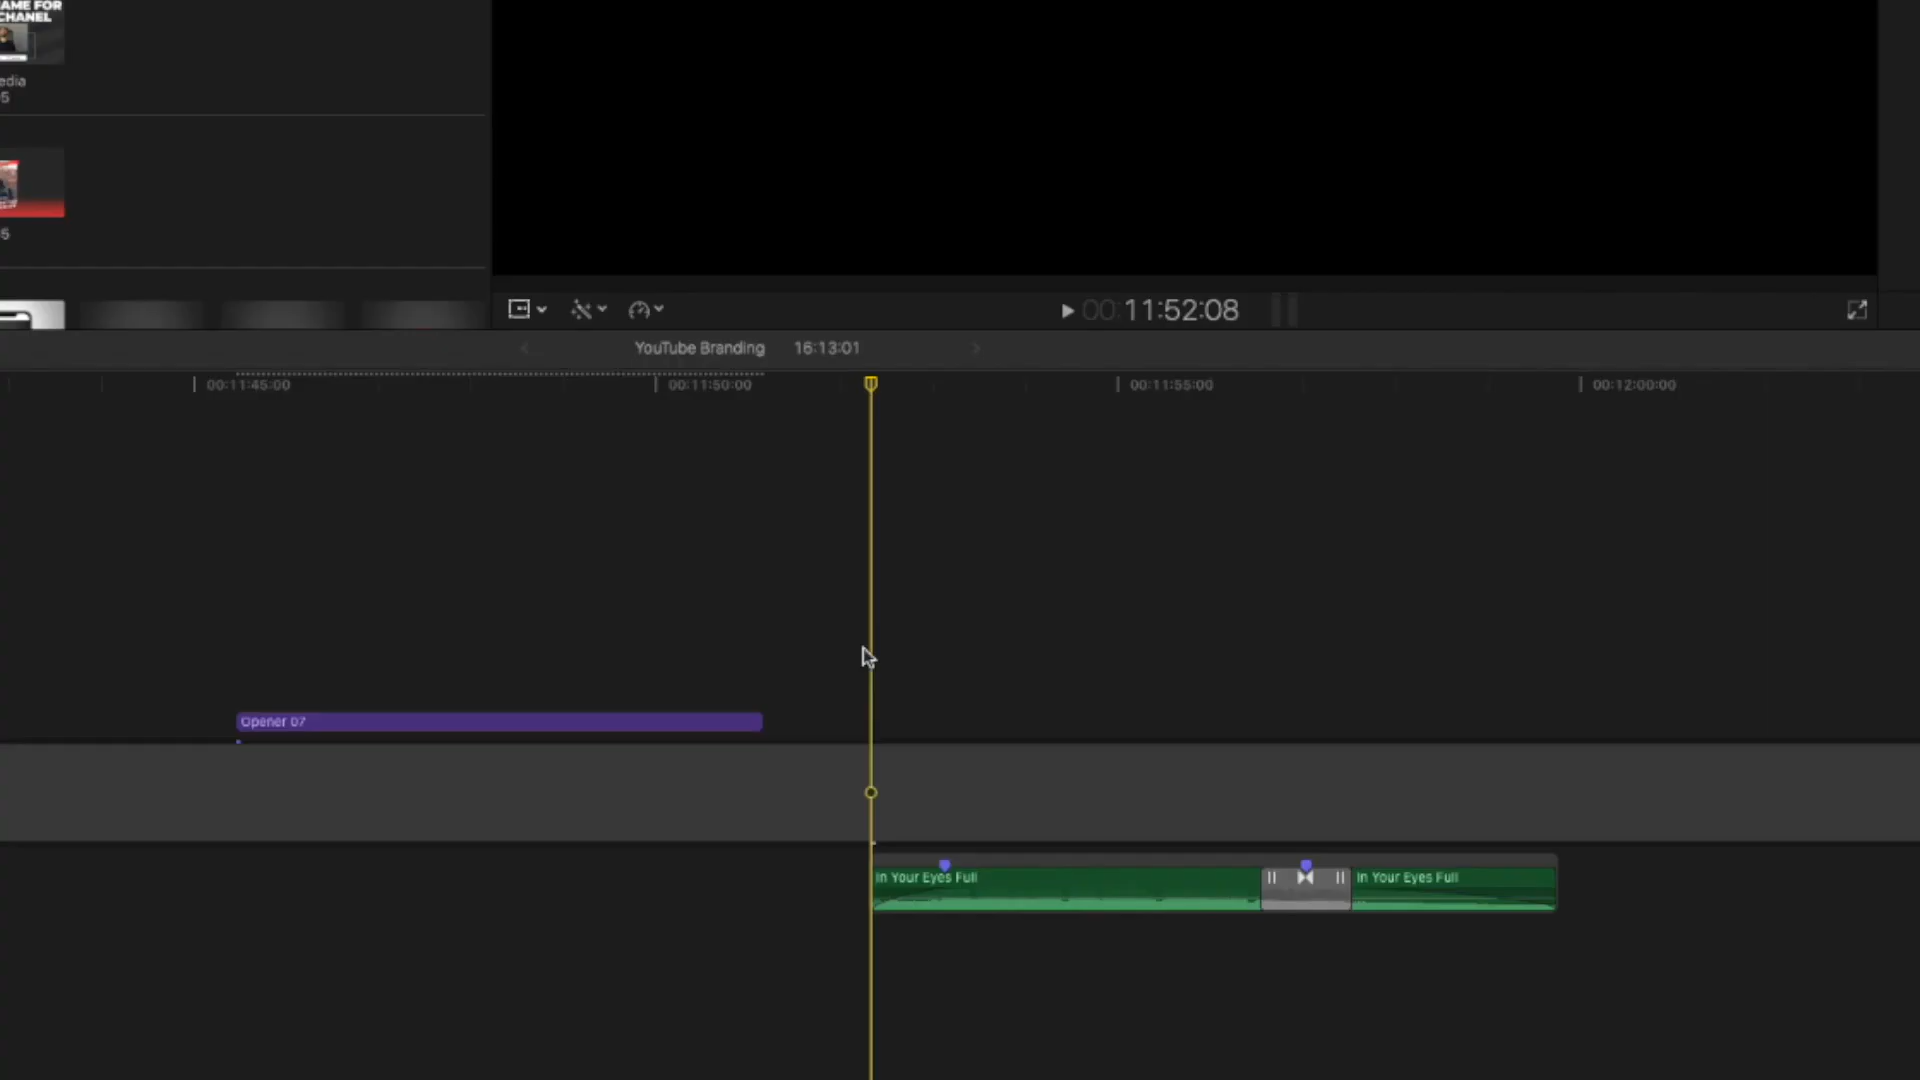 AME FOR
CHANEL
edia
5
5
00:11:52:08
YouTube Branding 16:13:01
00:11:45:00 00:11:50:00 00:11:55:00 00:12:00:00
Opener 07
In Your Eyes Full In Your Eyes Full